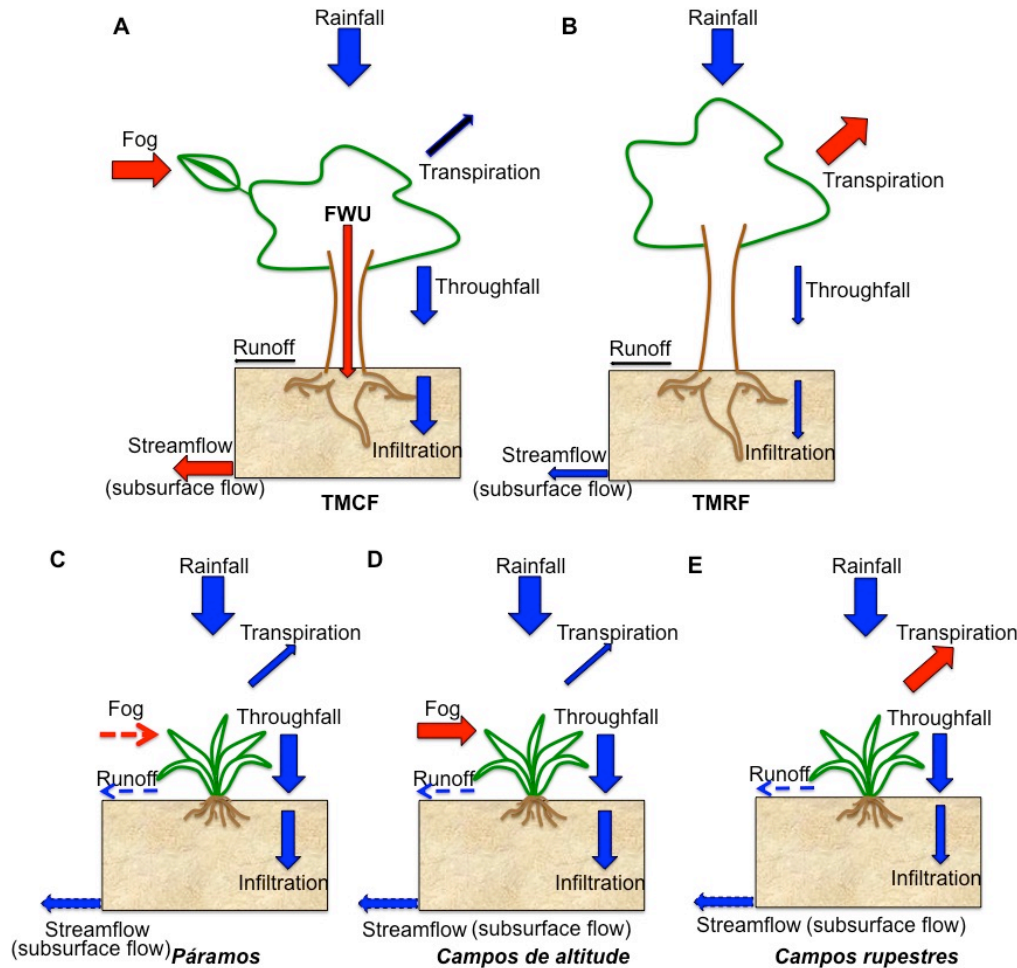 A
Rainfall
Fog
Transpiration
FWU
Throughfall
Runoff
Infiltration
Streamflow
(subsurface flow)
TMCF
B
Rainfall
Transpiration
Throughfall
Runoff
Infiltration
Streamflow
(subsurface flow)
TMRF
C
Rainfall
Transpiration
Fog
Throughfall
Runoff
Infiltration
Streamflow
(subsurface flow)
Páramos
D
Rainfall
Transpiration
Fog
Throughfall
Runoff
Infiltration
Streamflow (subsurface flow)
Campos de altitude
E
Rainfall
Transpiration
Throughfall
Runoff
Infiltration
Streamflow (subsurface flow)
Campos rupestres